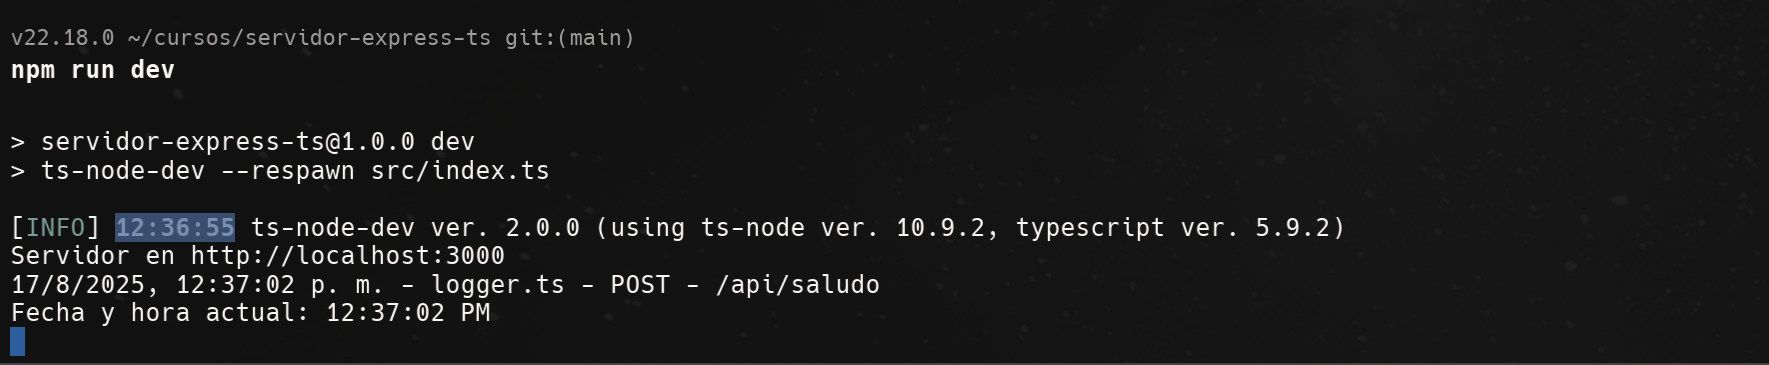 v22.18.0 ~/cursos/servidor-express-ts git:(main)
npm run dev
> servidor-express-ts@1.0.0 dev
> ts-node-dev --respawn src/index.ts
[INFO] 12:36:55 ts-node-dev ver. 2.0.0 (using ts-node ver. 10.9.2, typescript ver. 5.9.2)
Servidor en http://localhost:3000
17/8/2025, 12:37:02 p. m. - logger.ts - POST - /api/saludo
Fecha y hora actual: 12:37:02 PM